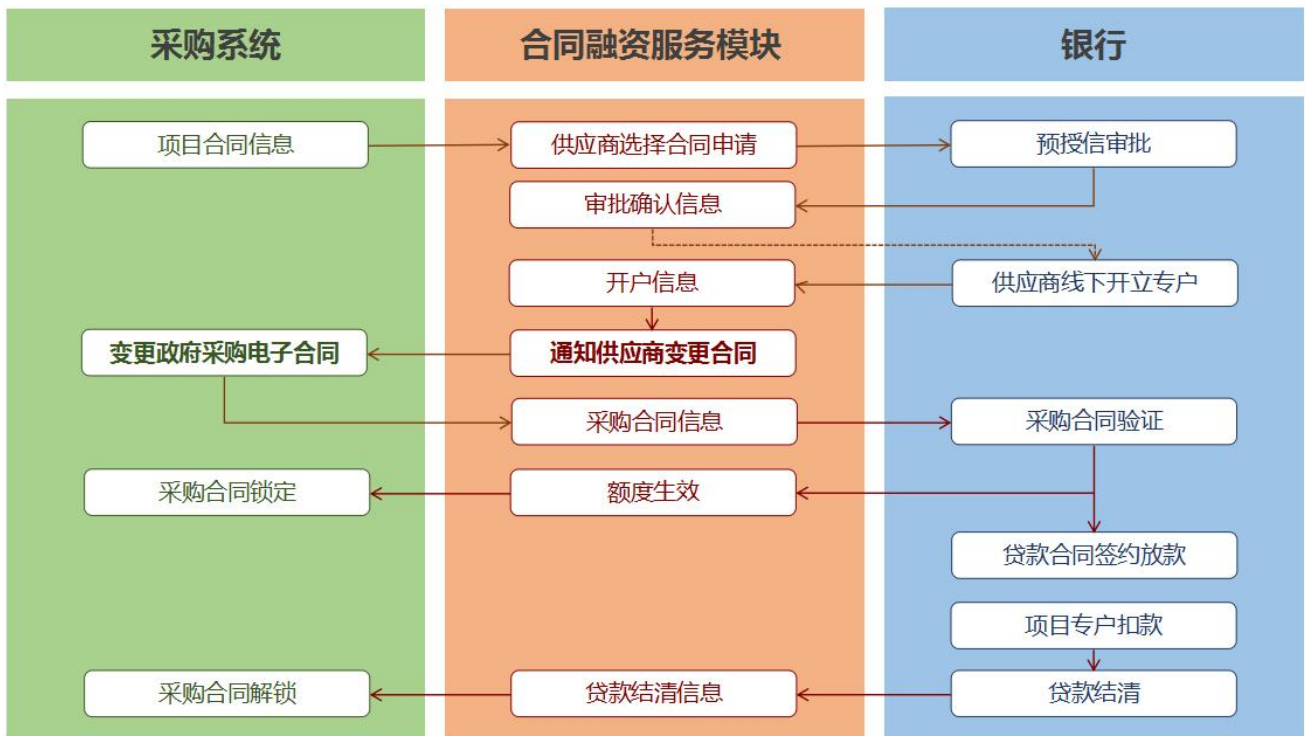 采购系统
合同融资服务模块
银行
项目合同信息
供应商选择合同申请
预授信审批
审批确认信息
开户信息
供应商线下开立专户
变更政府采购电子合同
通知供应商变更合同
采购合同信息
采购合同验证
采购合同锁定
额度生效
贷款合同签约放款
项目专户扣款
采购合同解锁
贷款结清信息
贷款结清